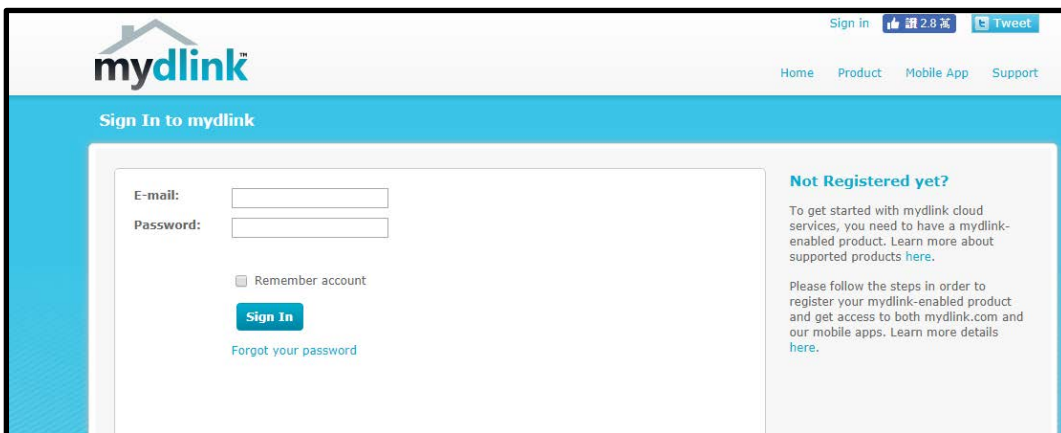 Sign in 讚 2.8 萬 Tweet
mydlink™
Home Product Mobile App Support
Sign In to mydlink
E-mail:
Password:
Remember account
Sign In
Forgot your password
Not Registered yet?
To get started with mydlink cloud
services, you need to have a mydlink-
enabled product. Learn more about
supported products here.
Please follow the steps in order to
register your mydlink-enabled product
and get access to both mydlink.com and
our mobile apps. Learn more details
here.